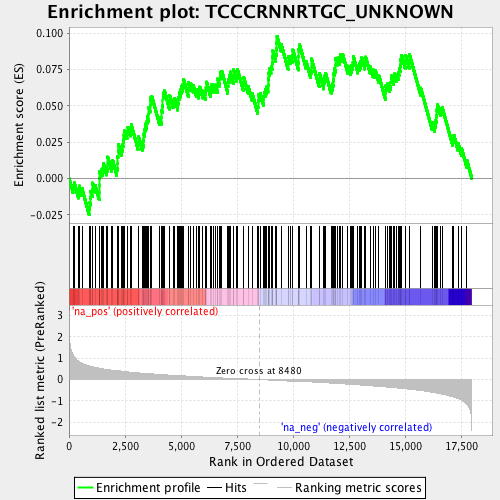 Enrichment plot: TCCCRNNRTGC_UNKNOWN
Enrichment score (ES)
0.100
0.075
0.050
0.025
0.000
-0.025
'na_pos' (positively correlated)
Ranked list metric (PreRanked)
3
2
1
0
-1
-2
Zero cross at 8480
'na_neg' (negatively correlated)
0
2,500
5,000
7,500
10,000
12,500
15,000
17,500
Rank in Ordered Dataset
Enrichment profile
Hits
Ranking metric scores